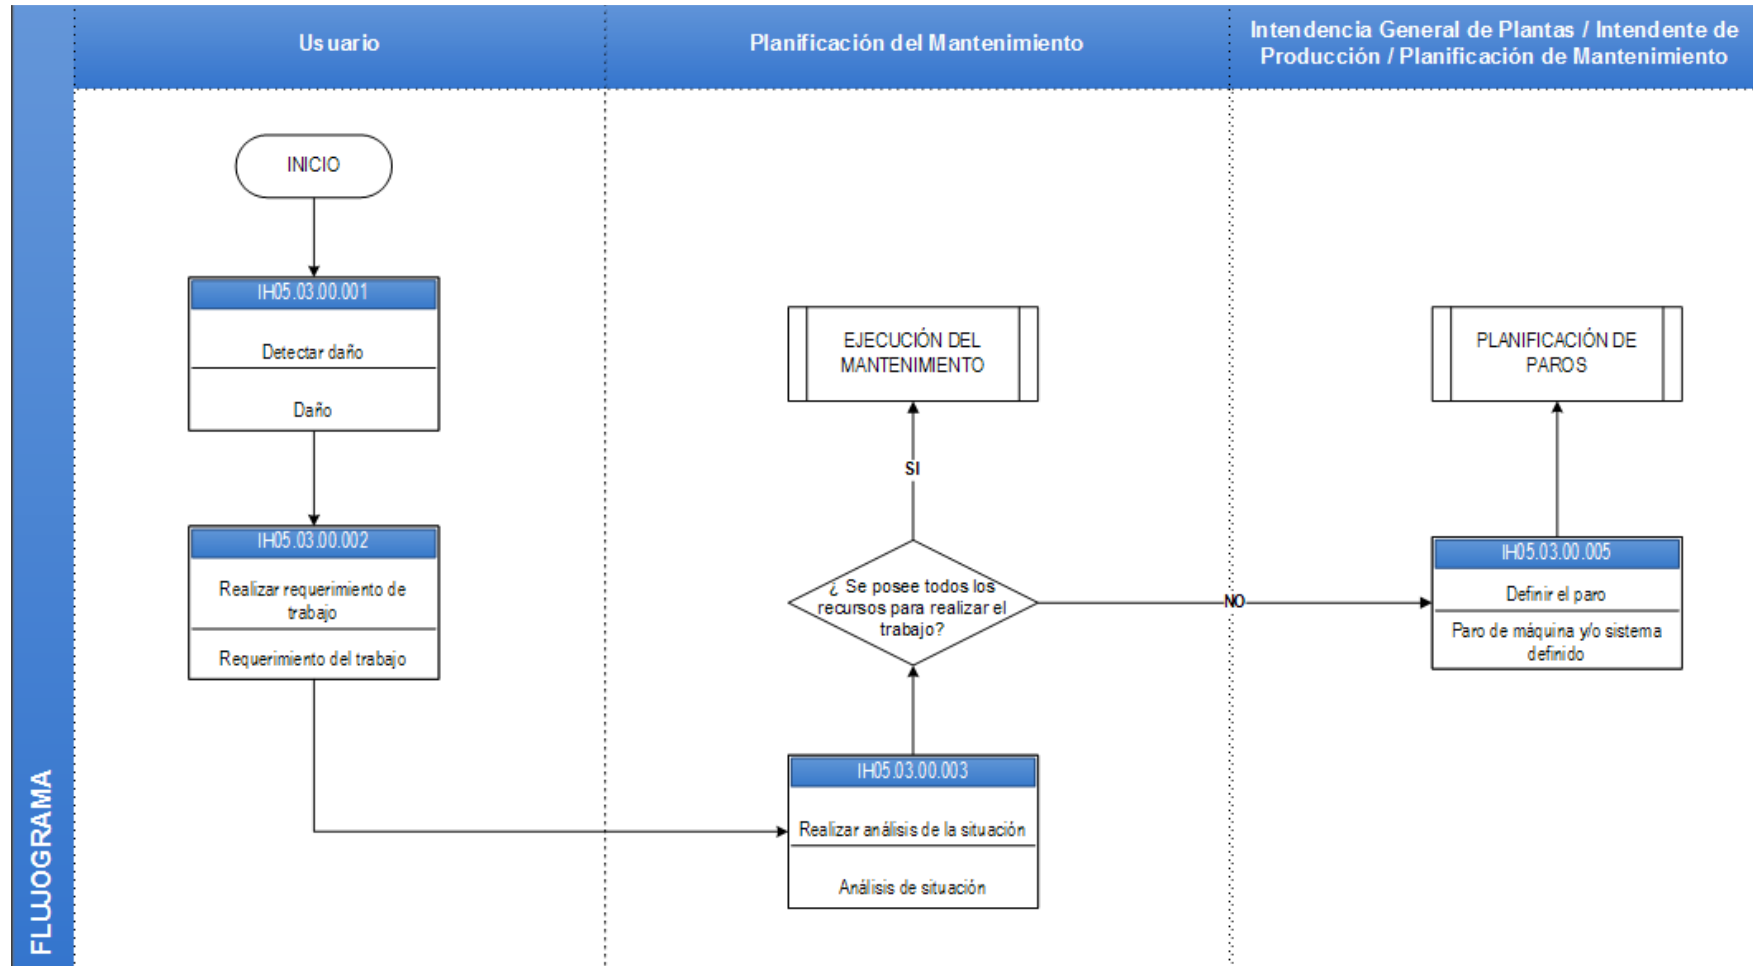 Usuario
Planificación del Mantenimiento
Intendencia General de Plantas / Intendente de
Producción / Planificación de Mantenimiento
FLUJOGRAMA
INICIO
IH05.03.00.001
Detectar daño
Daño
IH05.03.00.002
Realizar requerimiento de
trabajo
Requerimiento del trabajo
IH05.03.00.003
Realizar análisis de la situación
Análisis de situación
¿ Se posee todos los
recursos para realizar el
trabajo?
SI
EJECUCIÓN DEL
MANTENIMIENTO
NO
IH05.03.00.005
Definir el paro
Paro de máquina y/o sistema
definido
PLANIFICACIÓN DE
PAROS